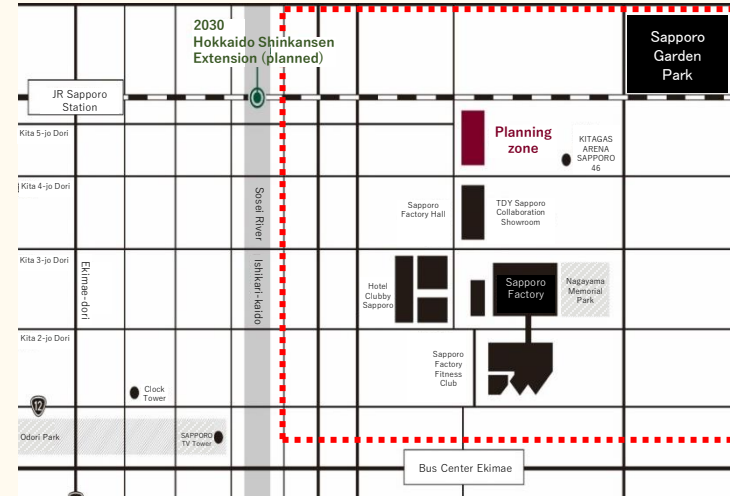 2030
Hokkaido Shinkansen
Extension (planned)
Sapporo
Garden
Park
JR Sapporo
Station
Kita 5-jo Dori
Planning
zone
KITAGAS
ARENA
SAPPORO
46
Kita 4-jo Dori
Sosei River
Ishikari-kaido
Sapporo
Factory Hall
TDY Sapporo
Collaboration
Showroom
Kita 3-jo Dori
Ekimae-dori
Hotel
Clubby
Sapporo
Sapporo
Factory
Nagayama
Memorial
Park
Kita 2-jo Dori
Sapporo
Factory
Fitness
Club
Clock
Tower
12
Odori Park
SAPPORO
TV Tower
Bus Center Ekimae